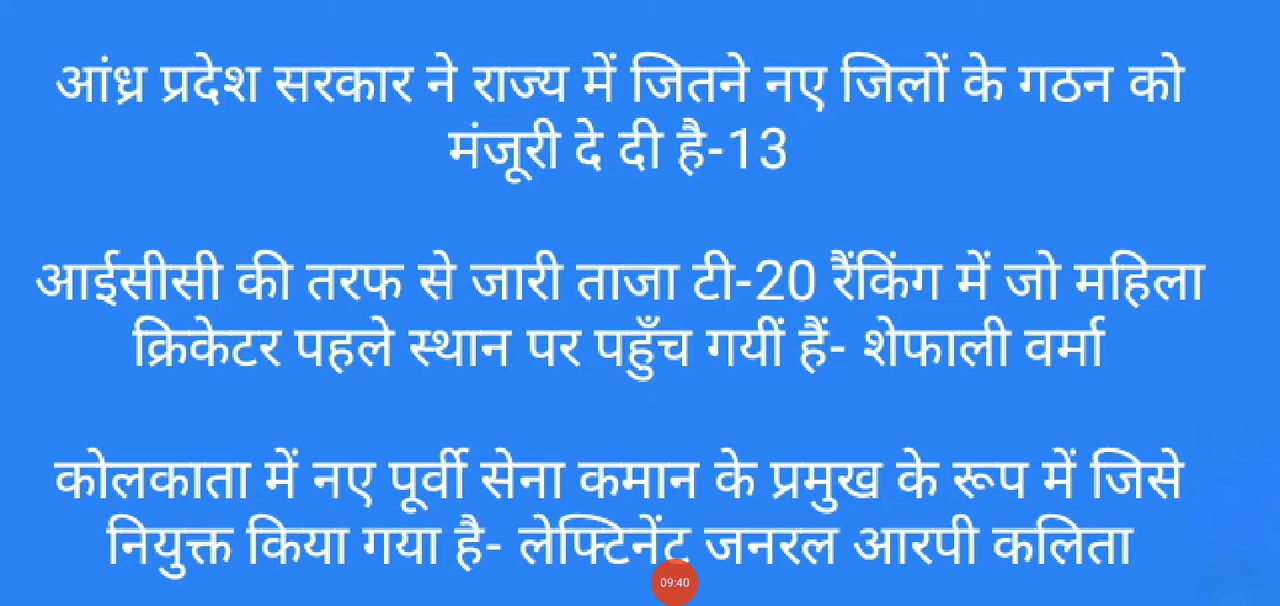 आंध्र प्रदेश सरकार ने राज्य में जितने नए जिलों के गठन को
मंजूरी दे दी है-13
आईसीसी की तरफ से जारी ताजा टी-20 रैंकिंग में जो महिला
क्रिकेटर पहले स्थान पर पहुँच गयीं हैं- शेफाली वर्मा
कोलकाता में नए पूर्वी सेना कमान के प्रमुख के रूप में जिसे
नियुक्त किया गया है- लेफ्टिनेंट जनरल आरपी कलिता
09:40